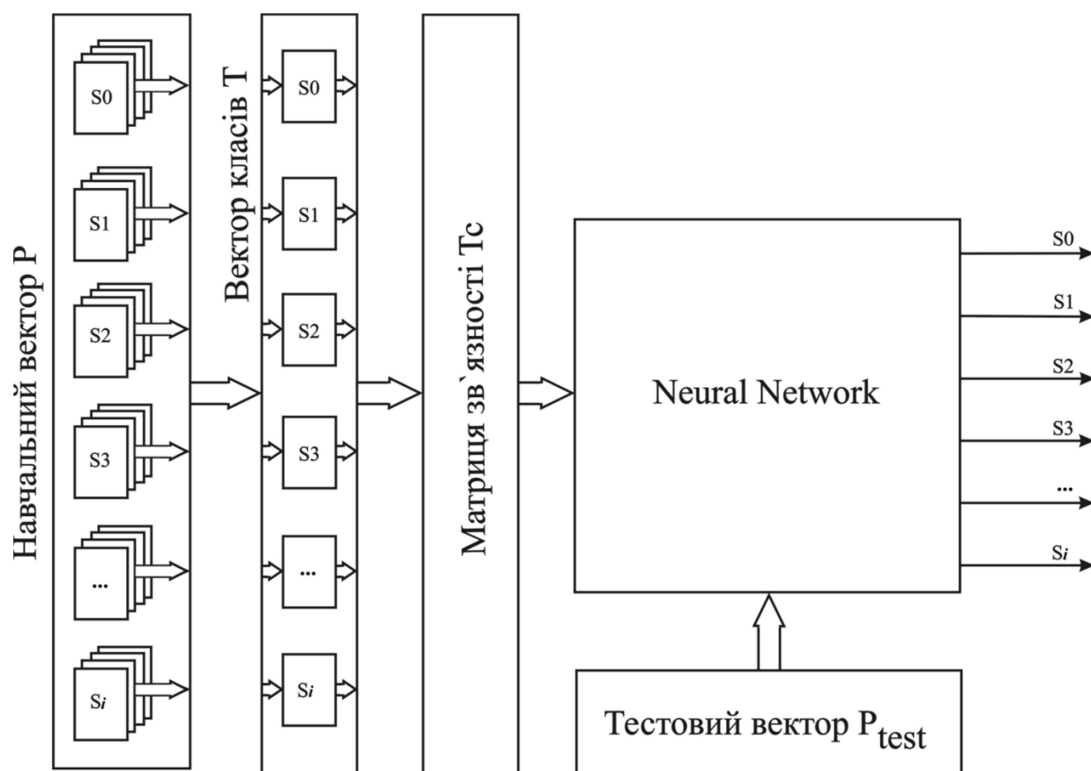 Навчальний вектор P
S0
S1
S2
S3
...
Si
Вектор класів T
S0
S1
S2
S3
...
Si
Матриця зв`язності Tc
Neural Network
S0
S1
S2
S3
...
Si
Тестовий вектор Ptest